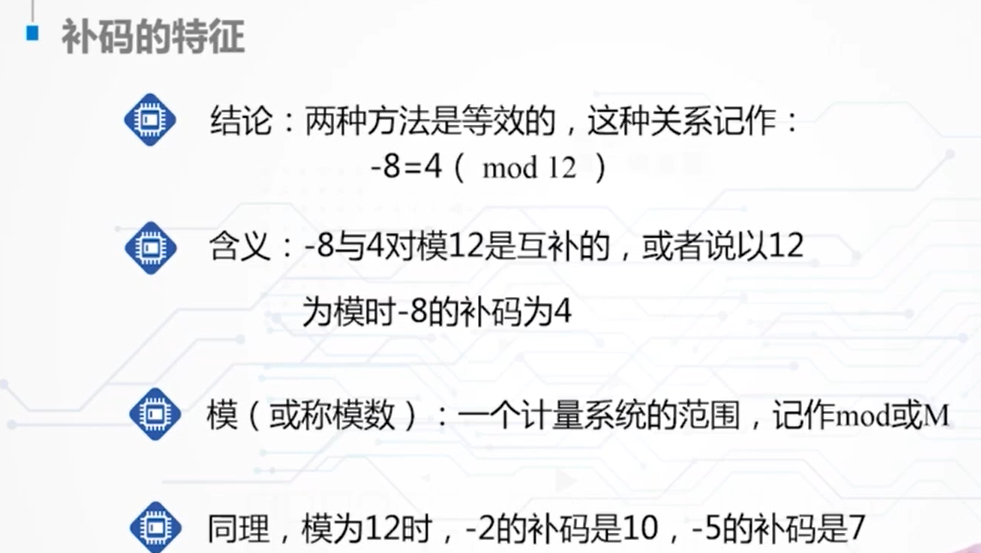 补码的特征
结论：两种方法是等效的，这种关系记作：
-8=4（ mod 12 ）
含义：-8与4对模12是互补的，或者说以12
为模时-8的补码为4
模（或称模数）：一个计量系统的范围，记作mod或M
同理，模为12时，-2的补码是10，-5的补码是7